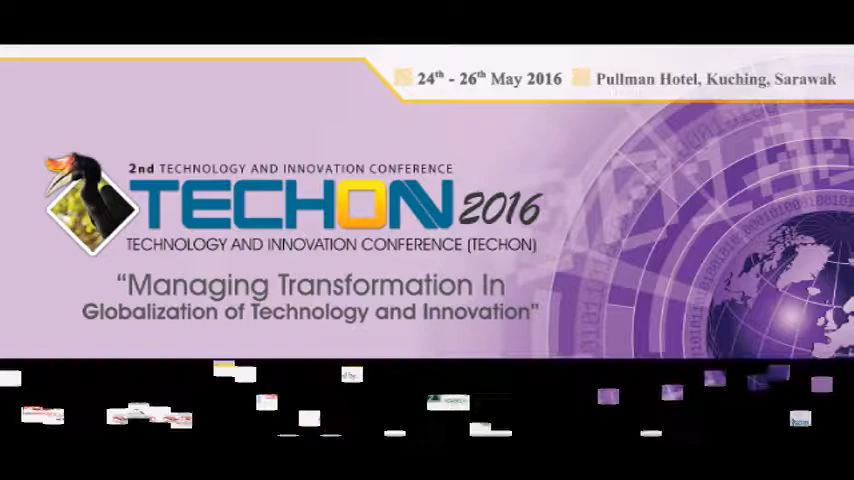 24th - 26th May 2016 Pullman Hotel, Kuching, Sarawak
2nd TECHNOLOGY AND INNOVATION CONFERENCE
TECHON 2016
TECHNOLOGY AND INNOVATION CONFERENCE (TECHON)
“Managing Transformation In
Globalization of Technology and Innovation”